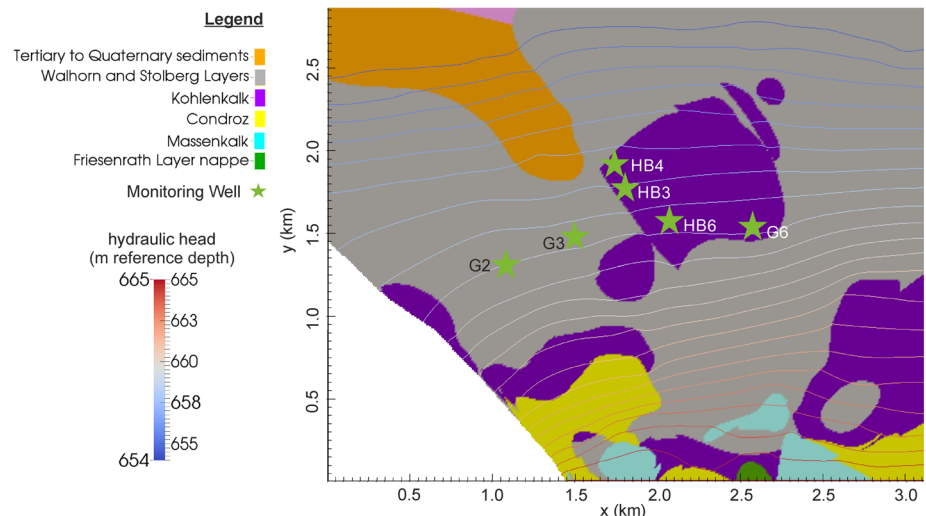 Legend
Tertiary to Quaternary sediments
Walhorn and Stolberg Layers
Kohlenkalk
Condroz
Massenkalk
Friesenrath Layer nappe
Monitoring Well
hydraulic head
(m reference depth)
665 665
663
660
658
655
654
y (km)
2.5
2.0
1.5
1.0
0.5
HB4
HB3
HB6
G6
G3
G2
0.5 1.0 1.5 2.0 2.5 2.5 3.0
x (km)